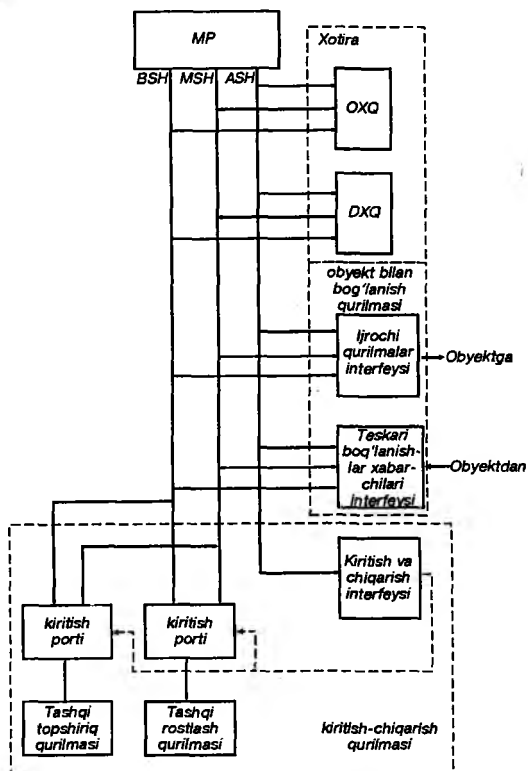 MP
BSH MSH ASH
Xotira
OXQ
DXQ
obyekt bilan
bog'lanish
qurilmasi
Ijrochi
qurilmalar
interfeysi
Obyektga
Teskari
boq'lanish-
lar xabar-
chilari
interfeysi
Obyektdan
Kiritish va
chiqarish
interfeysi
kiritish
porti
kiritish
porti
Tashqi
topshiriq
qurilmasi
Tashqi
rostlash
qurilmasi
kiritish-chiqarish
qurilmasi